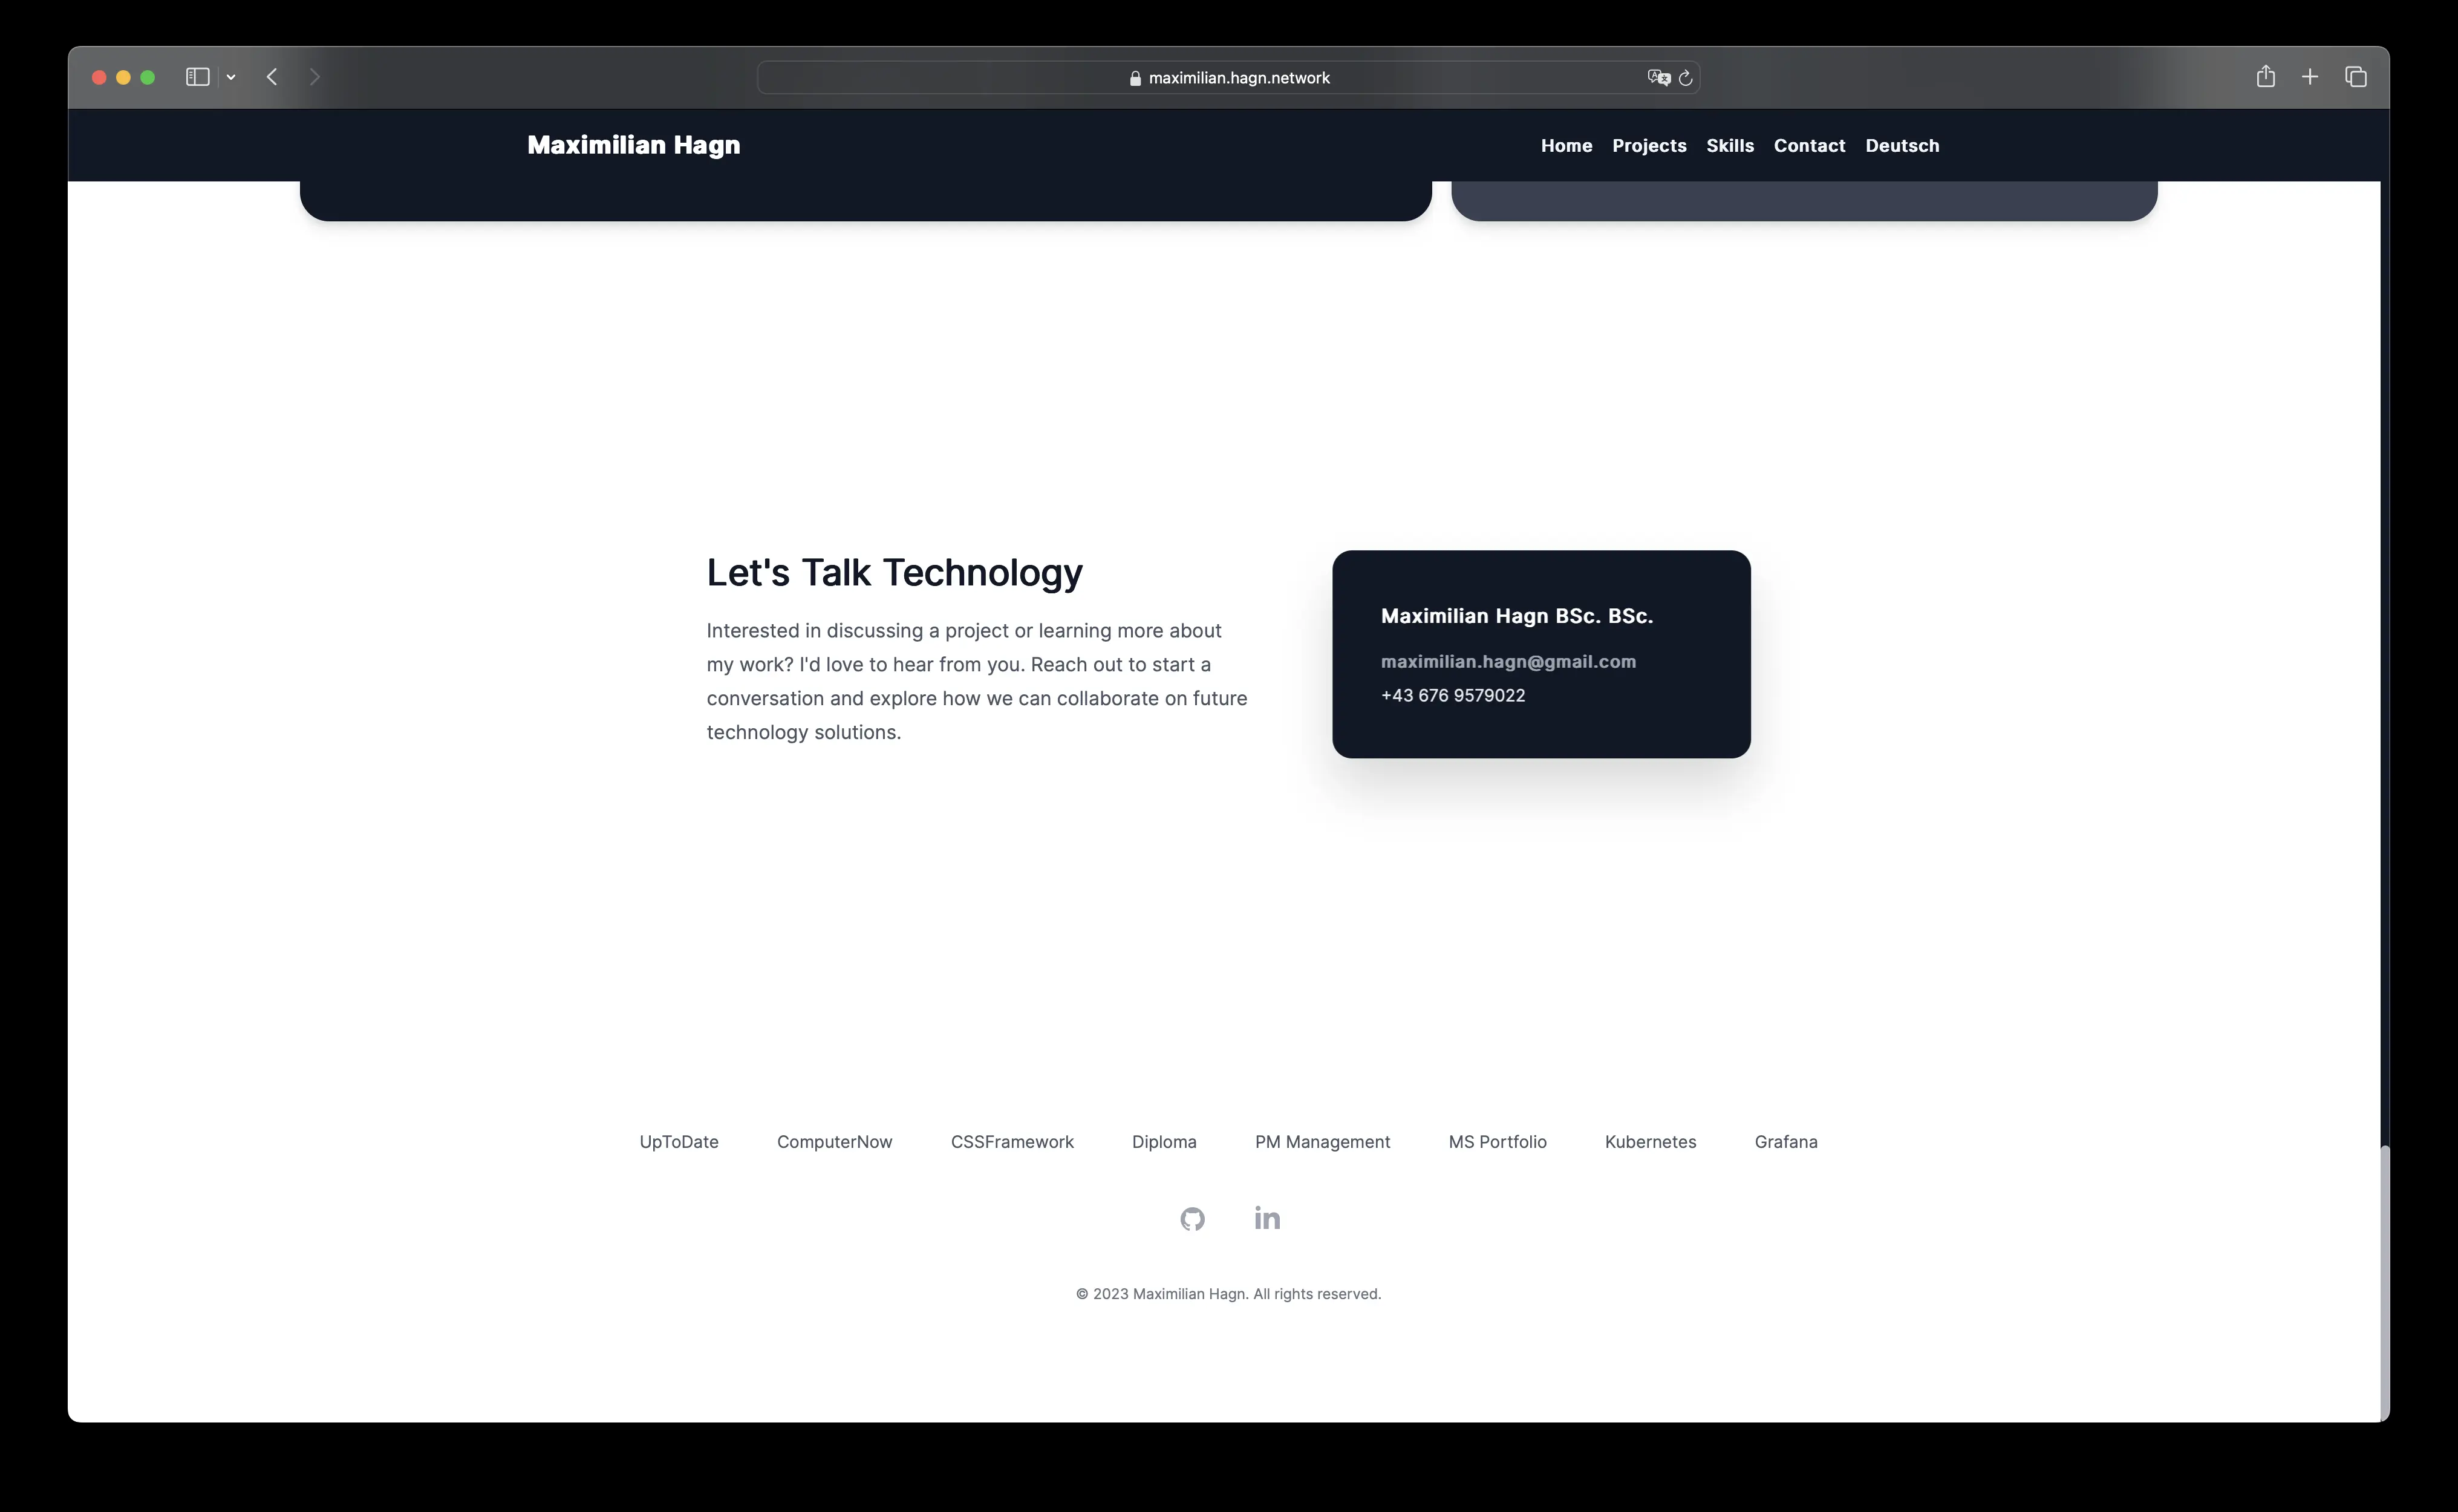 maximilian.hagn.network
Maximilian Hagn
Home Projects Skills Contact Deutsch
Let's Talk Technology
Interested in discussing a project or learning more about
my work? I'd love to hear from you. Reach out to start a
conversation and explore how we can collaborate on future
technology solutions.
Maximilian Hagn BSc. BSc.
maximilian.hagn@gmail.com
+43 676 9579022
UpToDate ComputerNow CSSFramework Diploma PM Management MS Portfolio Kubernetes Grafana
in
© 2023 Maximilian Hagn. All rights reserved.